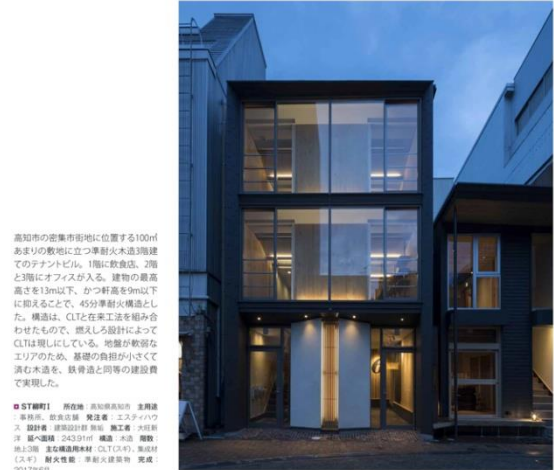 高知市の密集市街地に位置する100㎡
あまりの敷地に立つ準耐火木造3階建
てのテナントビル。1階に飲食店、2階
と3階にオフィスが入る。建物の最高
高さを13m以下、かつ軒高を9m以下
に抑えることで、45分準耐火構造とし
た。構造は、CLTと在来工法を組み合
わせたもので、燃えしろ設計によって
CLTは現しにしている。地盤が軟弱な
エリアのため、基礎の負担が小さくて
済む木造を、鉄骨造と同等の建設費
で実現した。
ST柳町I 所在地：高知県高知市 主用途
：事務所、飲食店舗 発注者：エスティハウ
ス 設計者：建築設計群 無垢 施工者：大旺新
洋 延べ面積：243.91㎡ 構造：木造 階数：
地上3階 主な構造用木材：CLT（スギ）、集成材
（スギ） 耐火性能：準耐火建築物 完成：